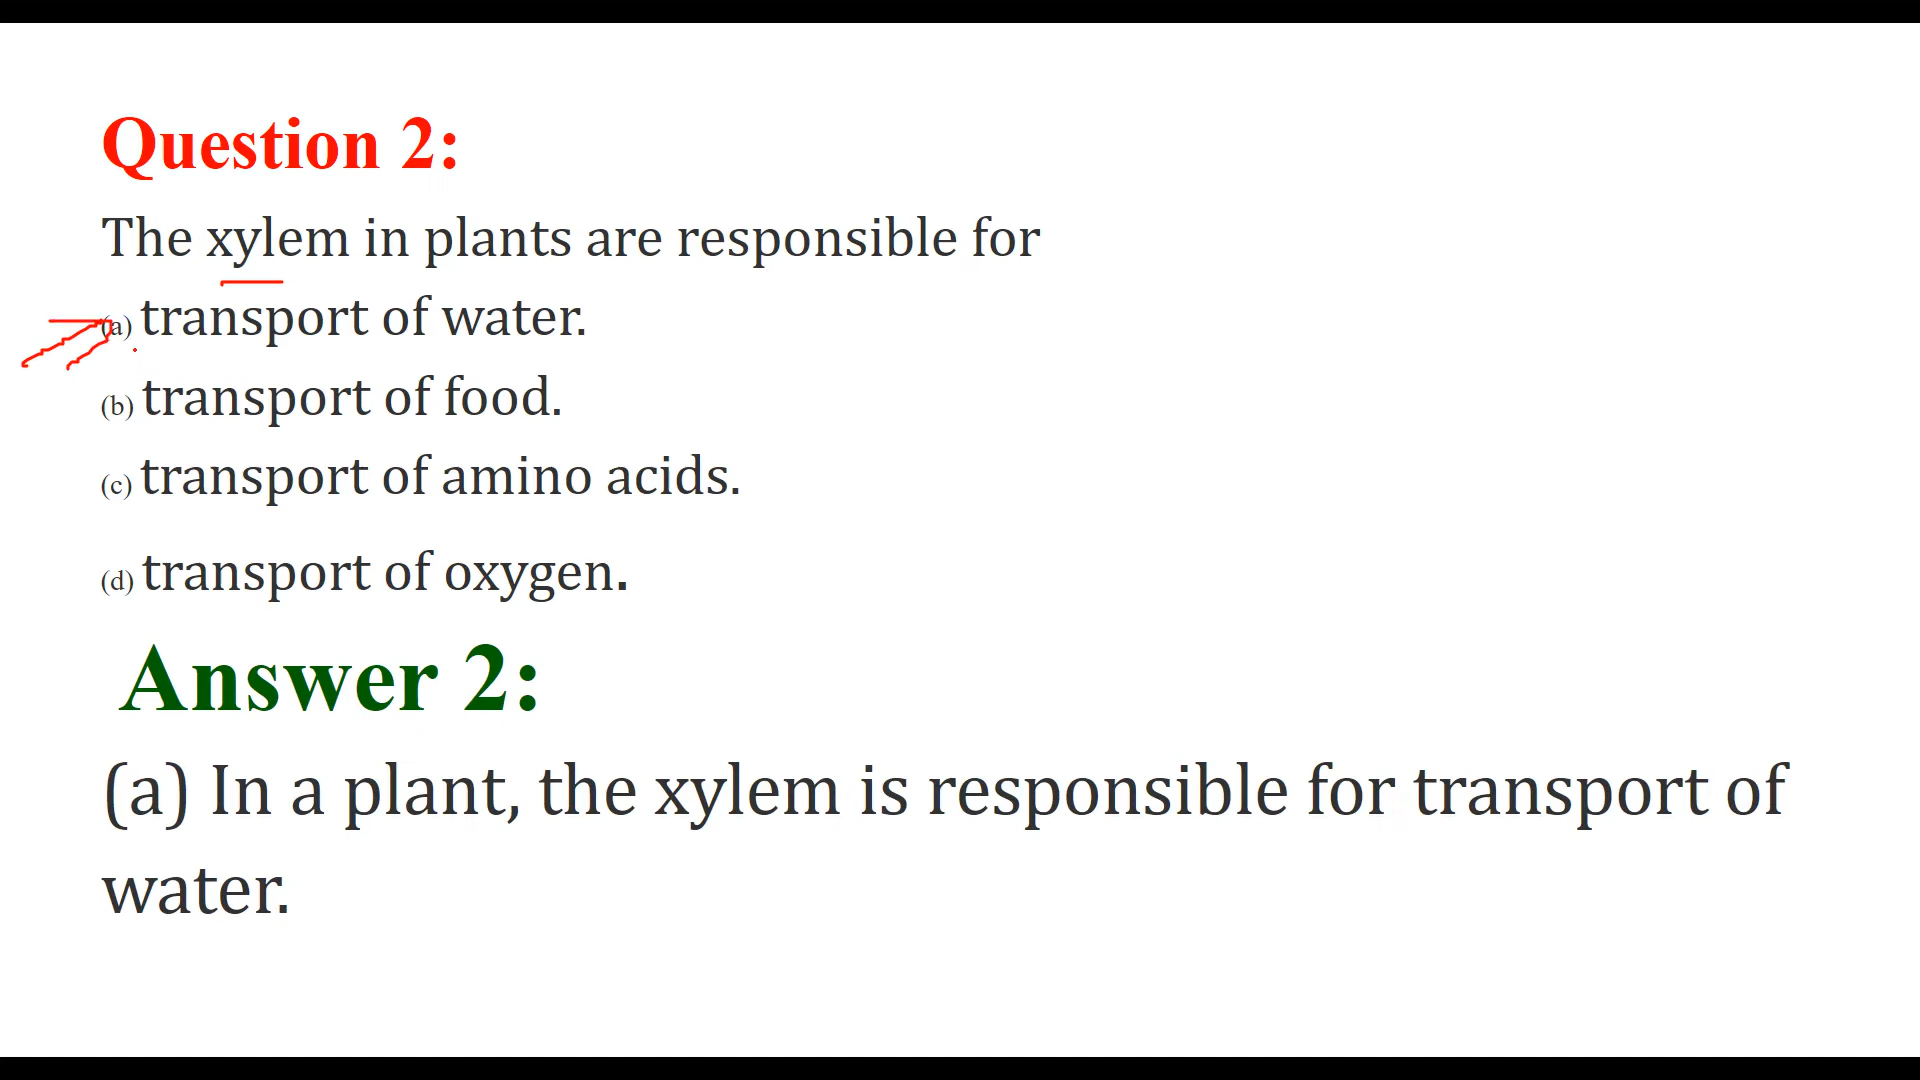 Question 2:
The xylem in plants are responsible for
(a) transport of water.
(b) transport of food.
(c) transport of amino acids.
(d) transport of oxygen.
Answer 2:
(a) In a plant, the xylem is responsible for transport of
water.